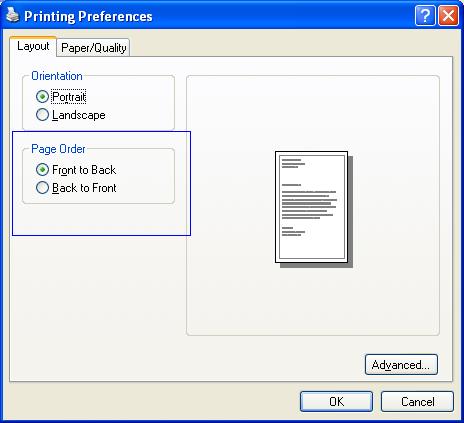 Printing Preferences
Layout
Paper/Quality
Orientation
Portrait
Landscape
Page Order
Front to Back
Back to Front
Advanced...
OK
Cancel